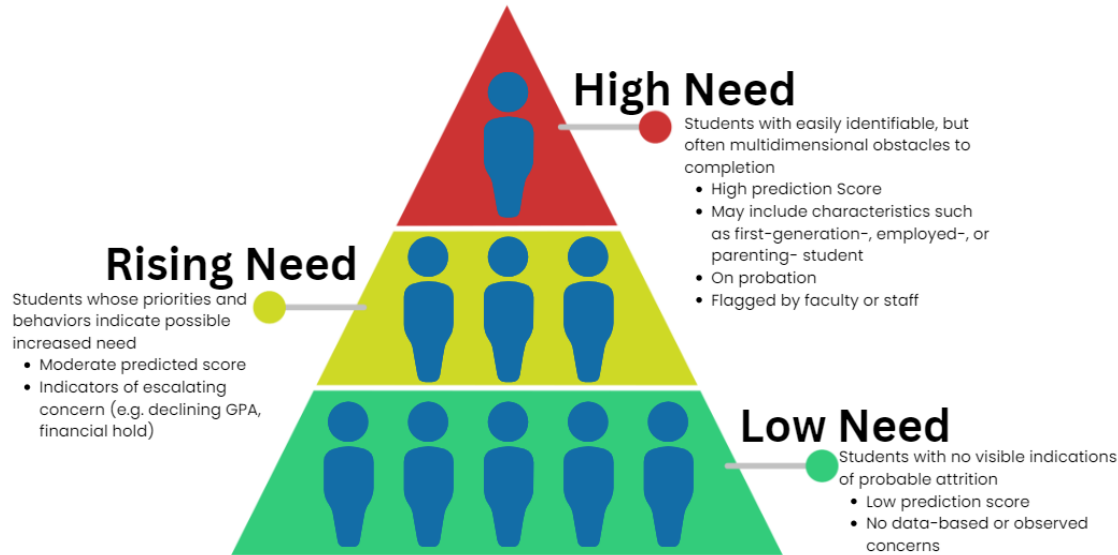 High Need
Students with easily identifiable, but
often multidimensional obstacles to
completion
• High prediction Score
• May include characteristics such
as first-generation-, employed-, or
parenting- student
• On probation
• Flagged by faculty or staff
Rising Need
Students whose priorities and
behaviors indicate possible
increased need
• Moderate predicted score
• Indicators of escalating
concern (e.g. declining GPA,
financial hold)
Low Need
Students with no visible indications
of probable attrition
• Low prediction score
• No data-based or observed
concerns